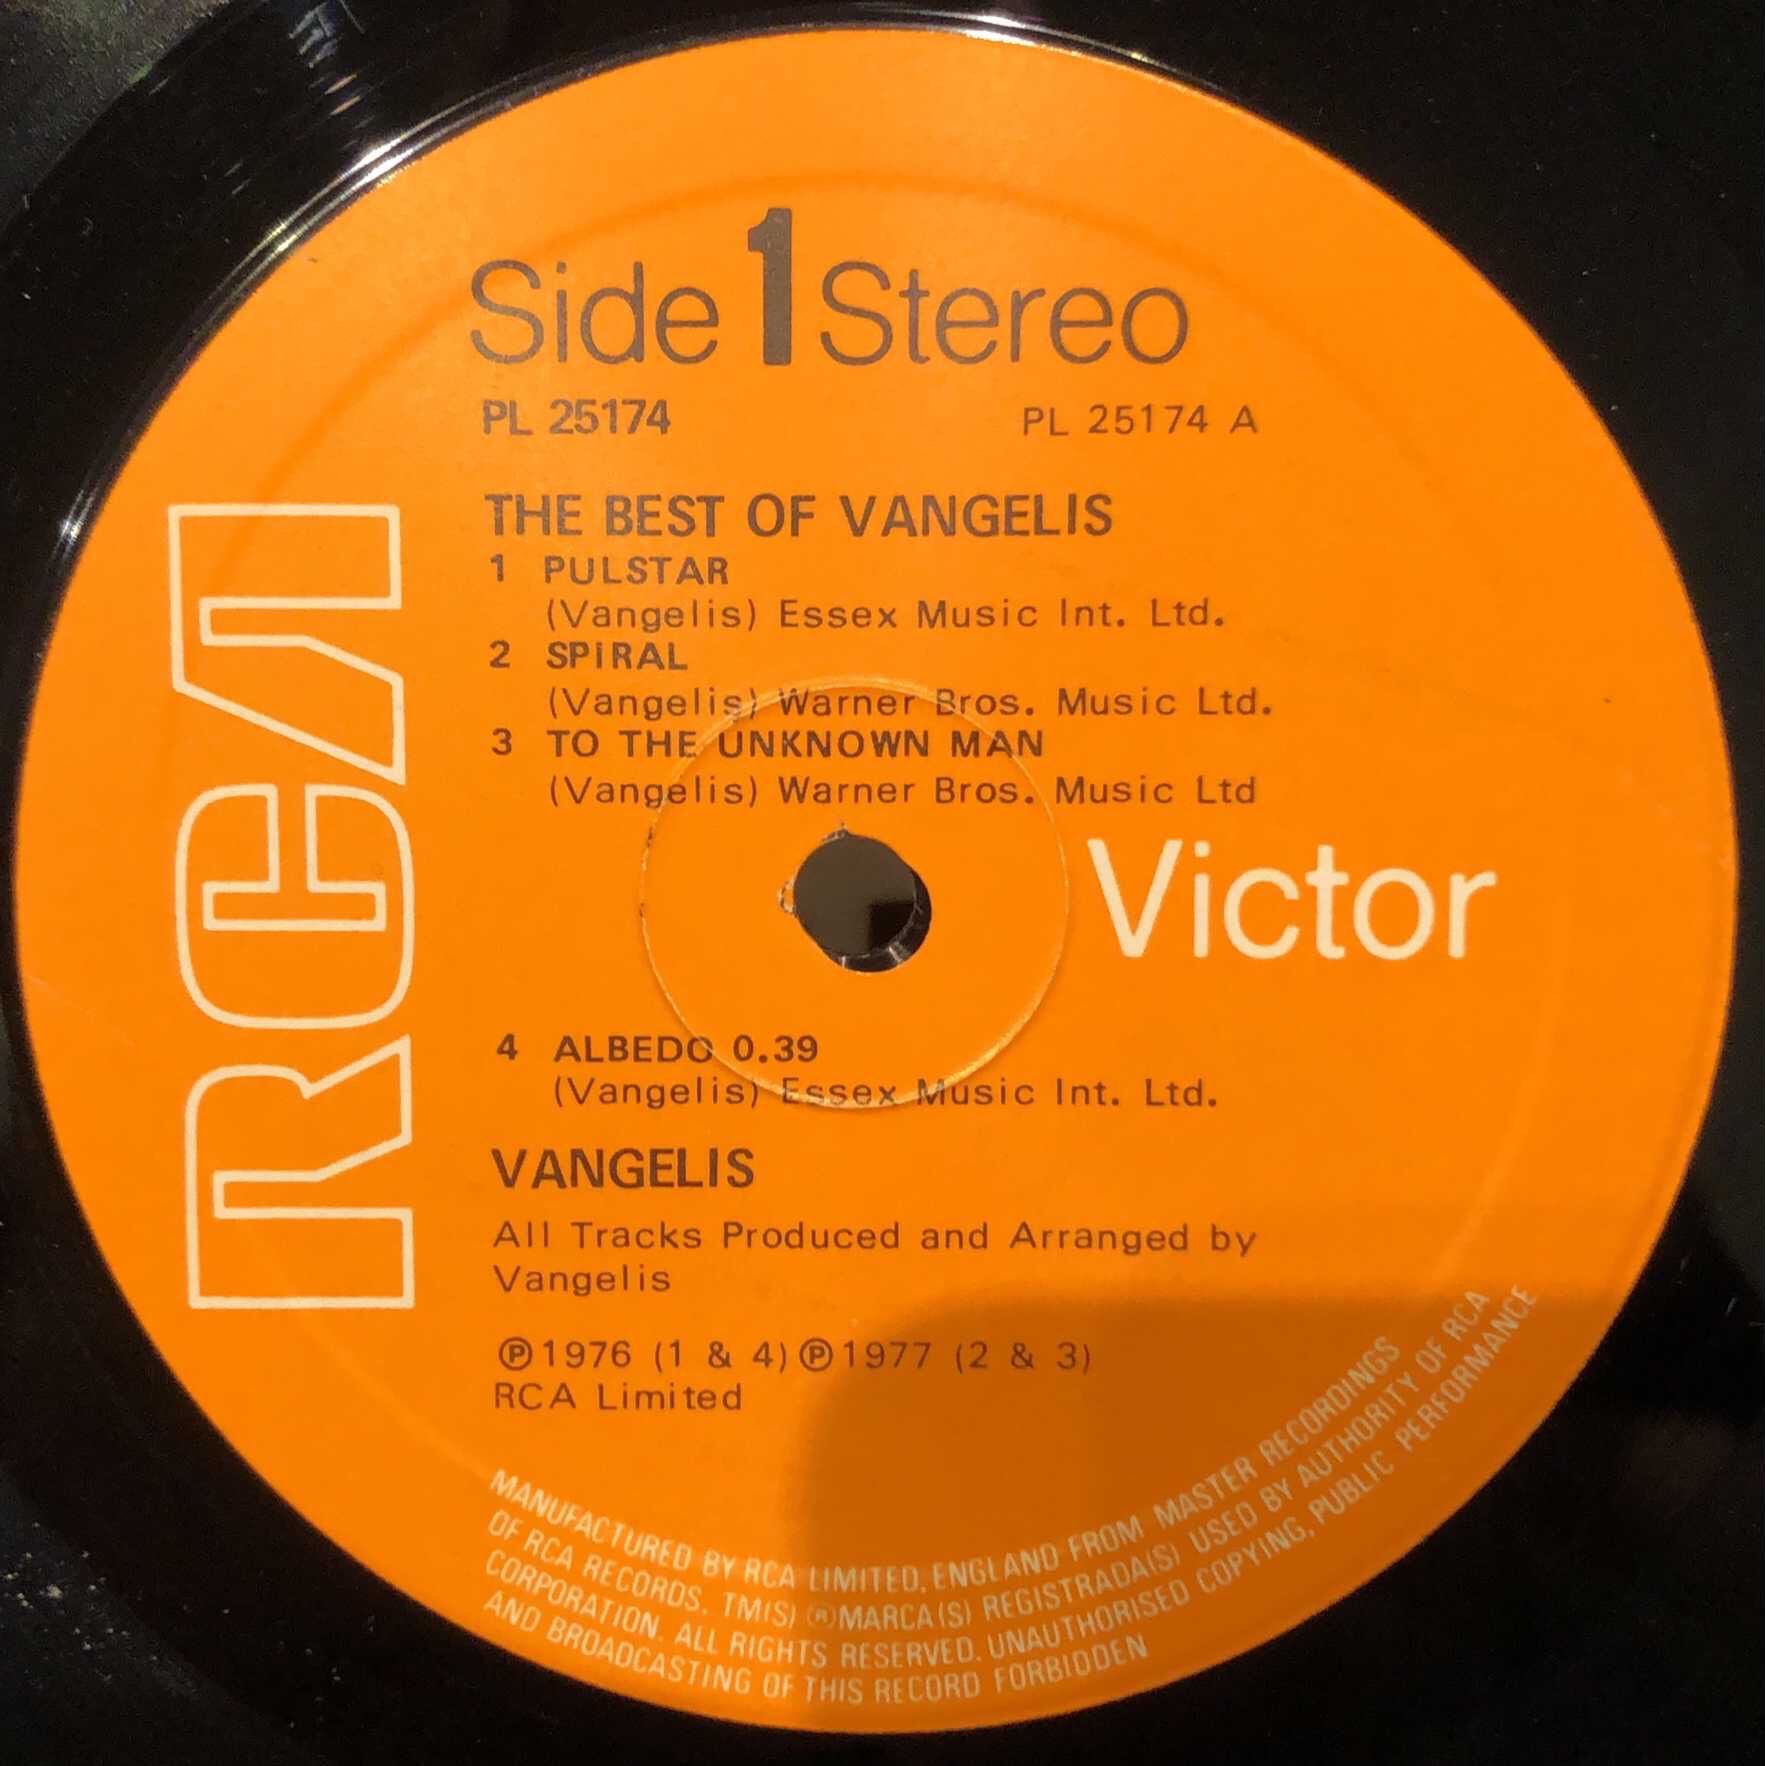 Side 1 Stereo
PL 25174 PL 25174 A
THE BEST OF VANGELIS
1 PULSTAR
(Vangelis) Essex Music Int. Ltd.
2 SPIRAL
(Vangelis) Warner Bros. Music Ltd.
3 TO THE UNKNOWN MAN
(Vangelis) Warner Bros. Music Ltd
RCA
Victor
4 ALBEDO 0.39
(Vangelis) Essex Music Int. Ltd.
VANGELIS
All Tracks Produced and Arranged by
Vangelis
℗1976 (1 & 4) ℗1977 (2 & 3)
RCA Limited
MANUFACTURED BY RCA LIMITED, ENGLAND FROM MASTER RECORDINGS
OF RCA RECORDS. TM(S) ® MARCA(S) REGISTRADA(S) USED BY AUTHORITY OF RCA
CORPORATION. ALL RIGHTS RESERVED. UNAUTHORISED COPYING, PUBLIC PERFORMANCE
AND BROADCASTING OF THIS RECORD FORBIDDEN